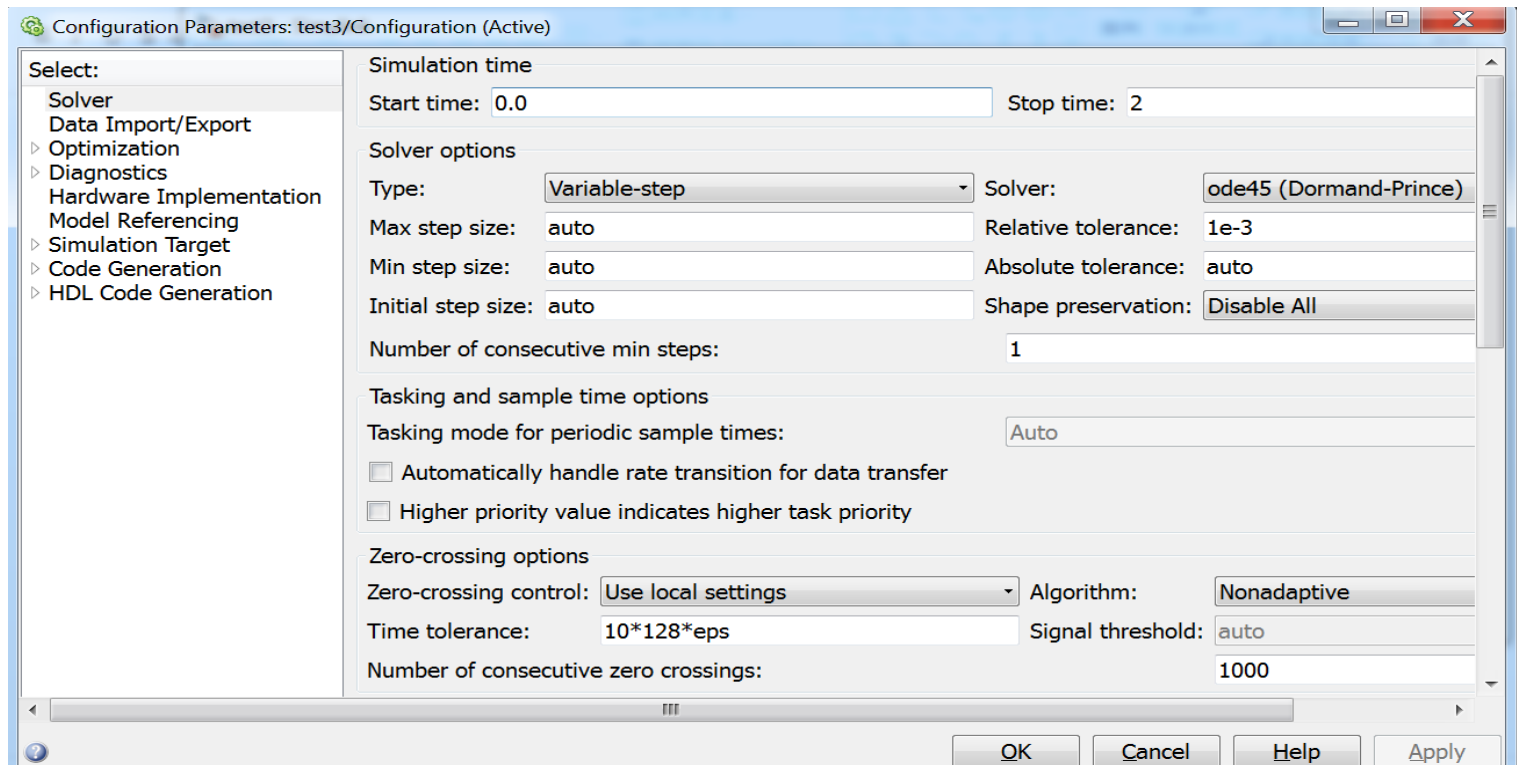 Configuration Parameters: test3/Configuration (Active)
Select:
Solver
Data Import/Export
Optimization
Diagnostics
Hardware Implementation
Model Referencing
Simulation Target
Code Generation
HDL Code Generation
Simulation time
Start time: 0.0 Stop time: 2
Solver options
Type: Variable-step Solver: ode45 (Dormand-Prince)
Max step size: auto Relative tolerance: 1e-3
Min step size: auto Absolute tolerance: auto
Initial step size: auto Shape preservation: Disable All
Number of consecutive min steps: 1
Tasking and sample time options
Tasking mode for periodic sample times: Auto
Automatically handle rate transition for data transfer
Higher priority value indicates higher task priority
Zero-crossing options
Zero-crossing control: Use local settings Algorithm: Nonadaptive
Time tolerance: 10*128*eps Signal threshold: auto
Number of consecutive zero crossings: 1000
OK Cancel Help Apply